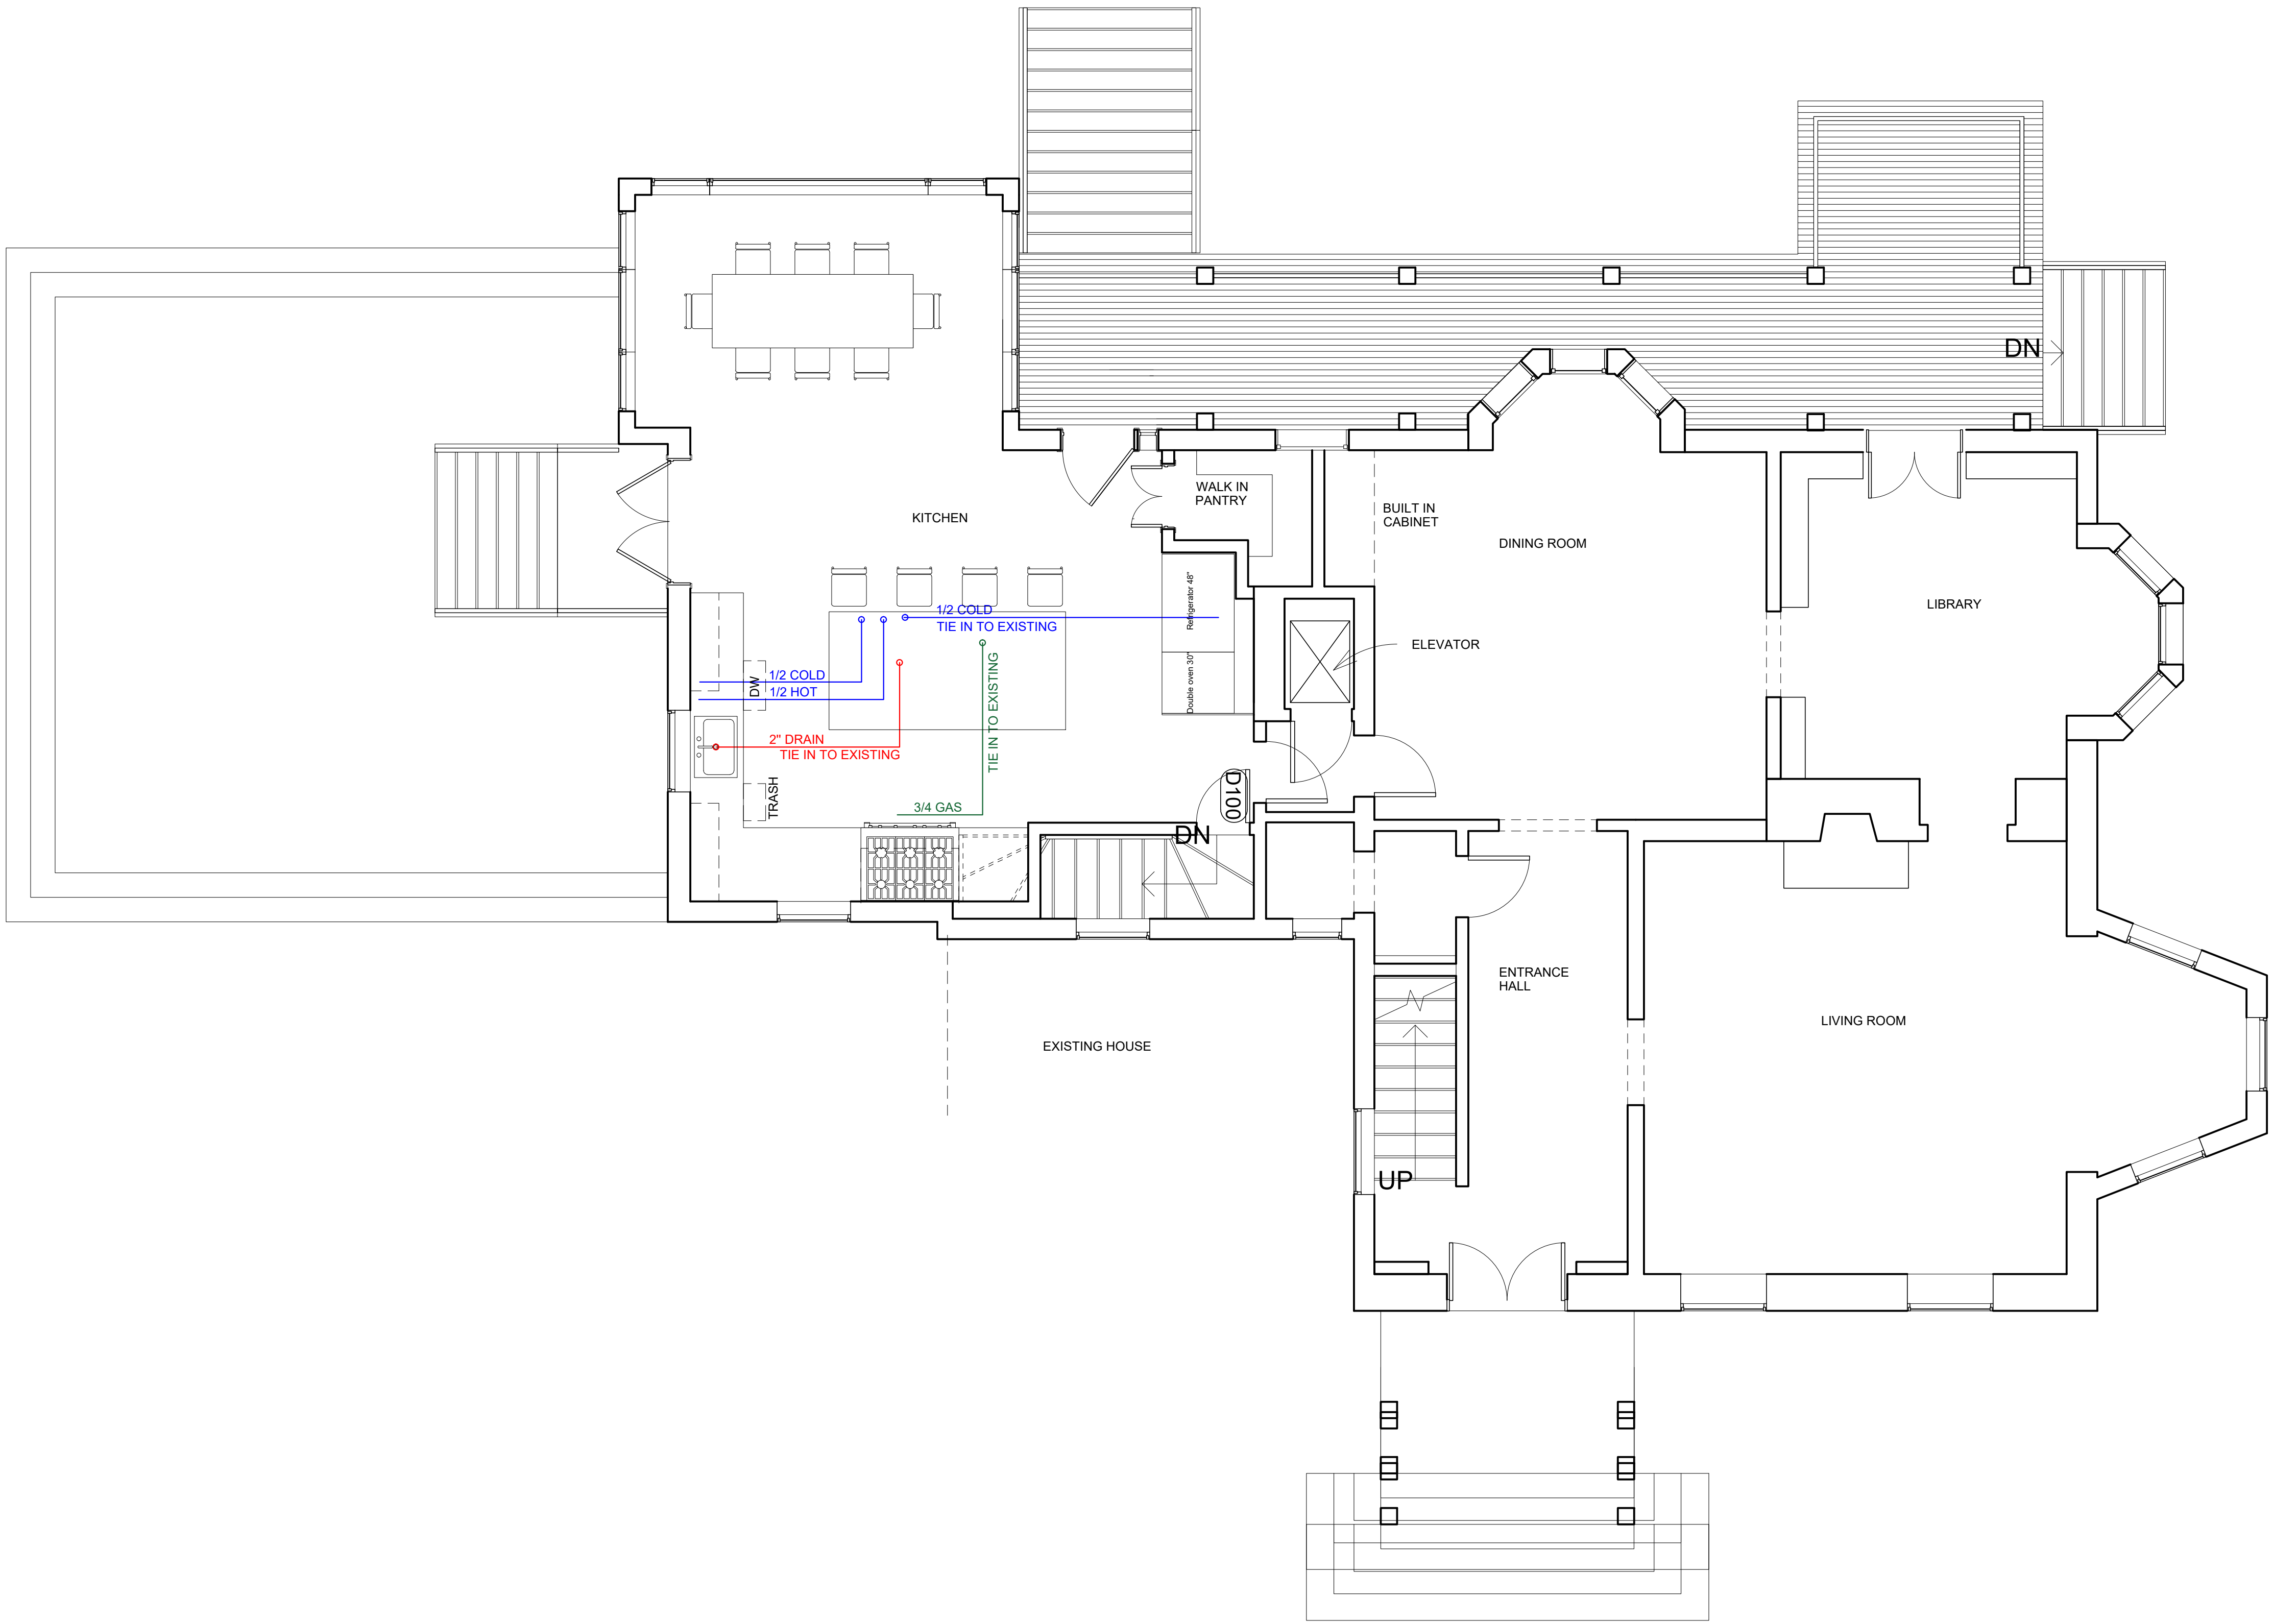 DN
WALK IN
PANTRY
KITCHEN
BUILT IN
CABINET
DINING ROOM
Refrigerator 48"
LIBRARY
1/2 COLD
TIE IN TO EXISTING
ELEVATOR
1/2 COLD
DW
1/2 HOT
Double oven 30"
TIE IN TO EXISTING
2" DRAIN
TIE IN TO EXISTING
TRASH
D100
3/4 GAS
DN
ENTRANCE
HALL
LIVING ROOM
EXISTING HOUSE
UP